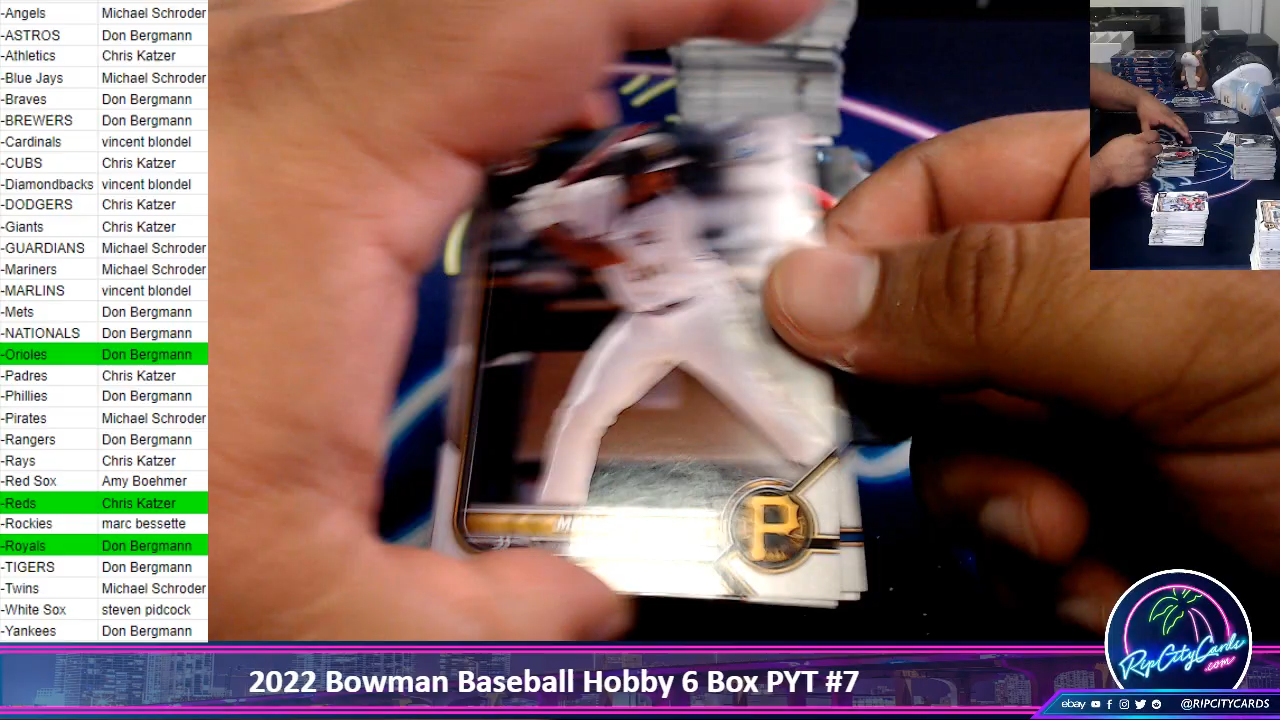 -Angels Michael Schroder
-ASTROS Don Bergmann
-Athletics Chris Katzer
-Blue Jays Michael Schroder
-Braves Don Bergmann
-BREWERS Don Bergmann
-Cardinals vincent blondel
-CUBS Chris Katzer
-Diamondbacks vincent blondel
-DODGERS Chris Katzer
-Giants Chris Katzer
-GUARDIANS Michael Schroder
-Mariners Michael Schroder
-MARLINS vincent blondel
-Mets Don Bergmann
-NATIONALS Don Bergmann
-Orioles Don Bergmann
-Padres Chris Katzer
-Phillies Don Bergmann
-Pirates Michael Schroder
-Rangers Don Bergmann
-Rays Chris Katzer
-Red Sox Amy Boehmer
-Reds Chris Katzer
-Rockies marc bessette
-Royals Don Bergmann
-TIGERS Don Bergmann
-Twins Michael Schroder
-White Sox steven pidcock
-Yankees Don Bergmann
P
2022 Bowman Baseball Hobby 6 Box PYT #7
RipCityCards
.com
ebay @RIPCITYCARDS